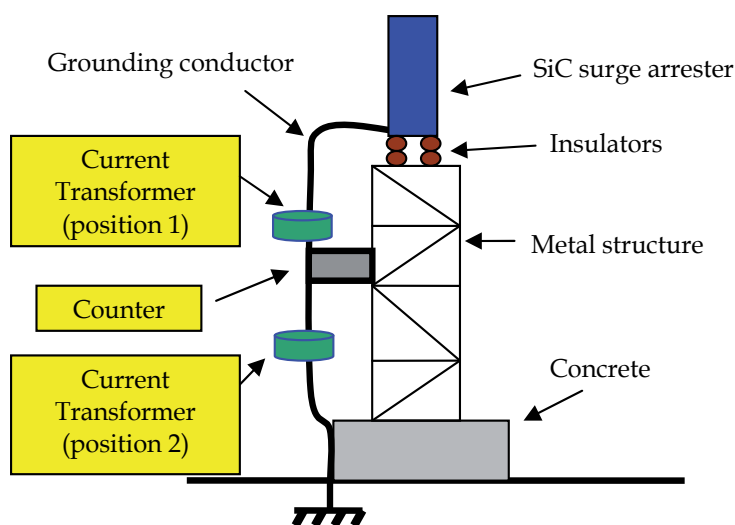 Grounding conductor
SiC surge arrester
Insulators
Current
Transformer
(position 1)
Metal structure
Counter
Concrete
Current
Transformer
(position 2)